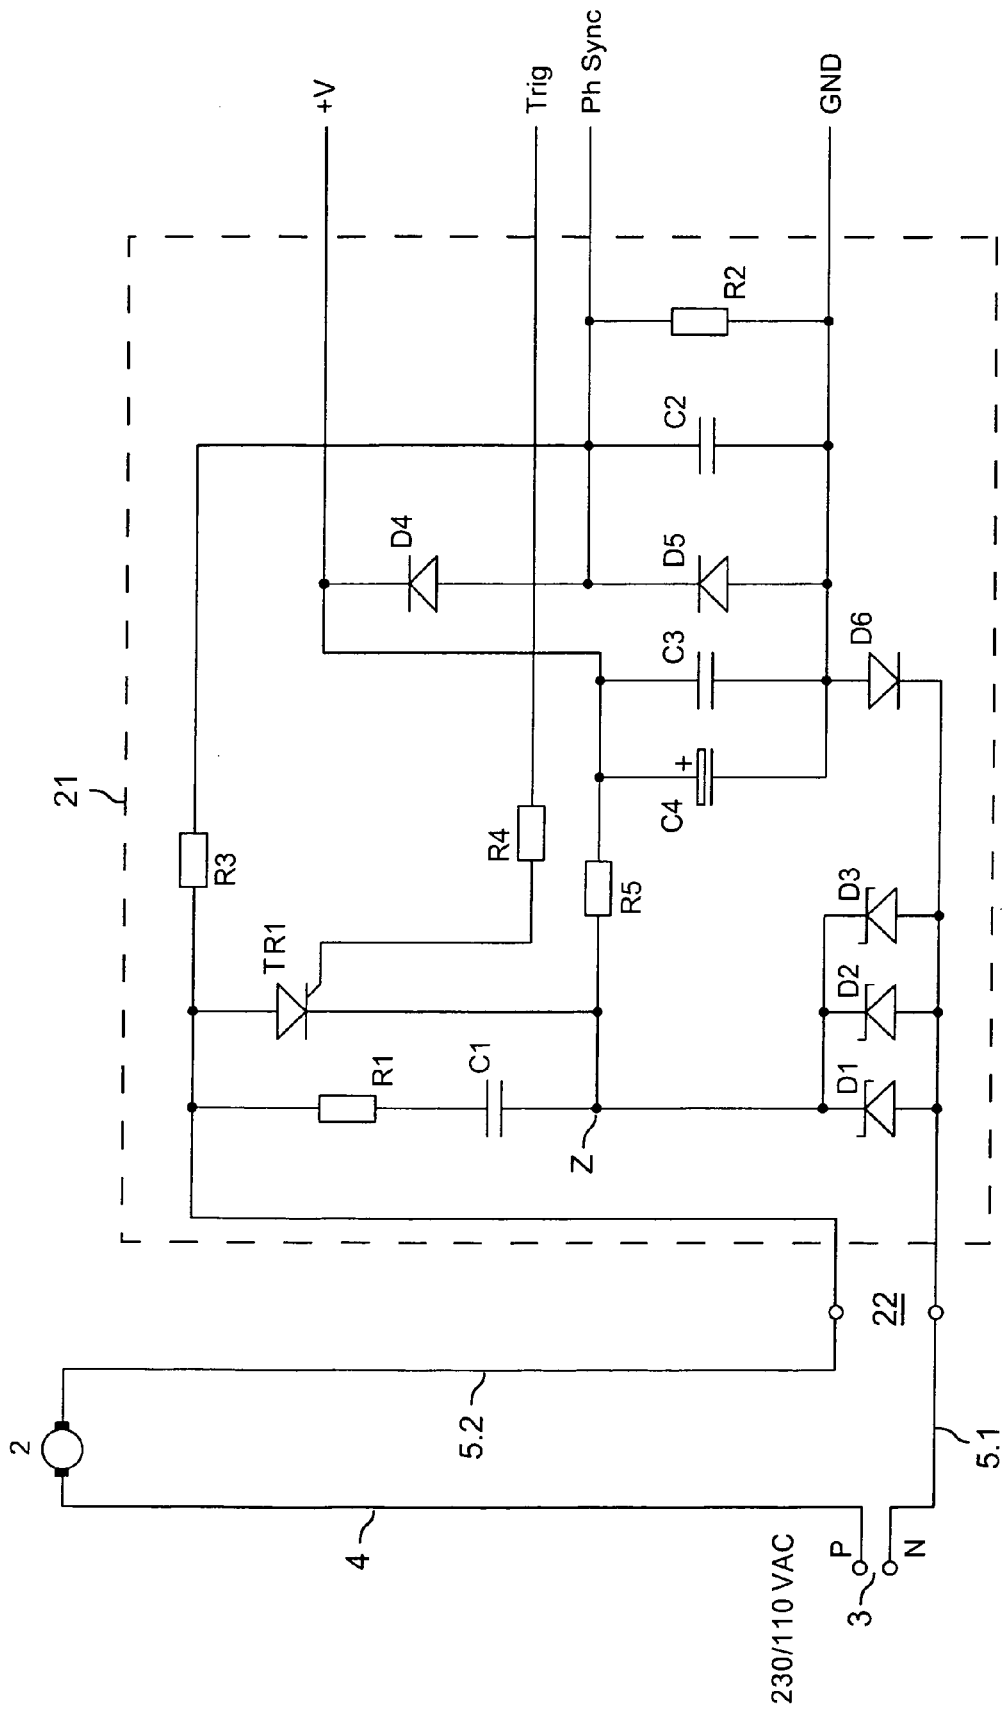 2
21
R3
TR1
+V
4
R1
D4
5.2
C1
R4
Trig
Z
Ph Sync
R5
C4
+
C3
D5
C2
R2
230/110 VAC
P
GND
D1
D2
D3
D6
3
22
N
5.1